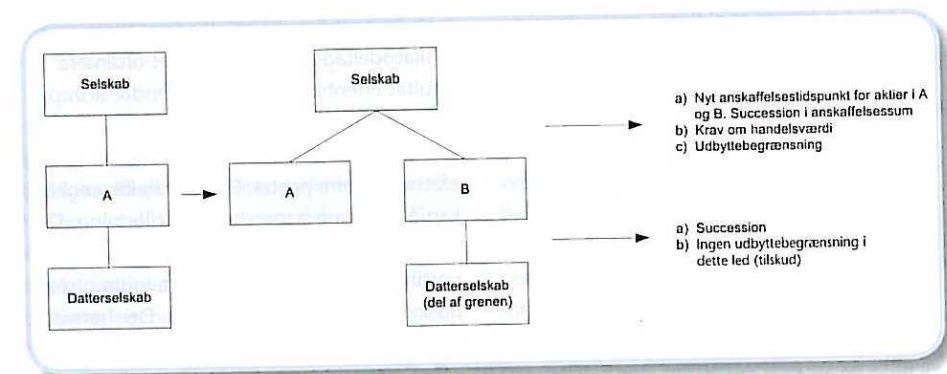 Selskab
A
Datterselskab
Selskab
A
B
Datterselskab
(del af grenen)
a) Nyt anskaffelsestidspunkt for aktier i A
og B. Succession i anskaffelsessum
b) Krav om handelsværdi
c) Udbyttebegrænsning
a) Succession
b) Ingen udbyttebegrænsning i
dette led (tilskud)